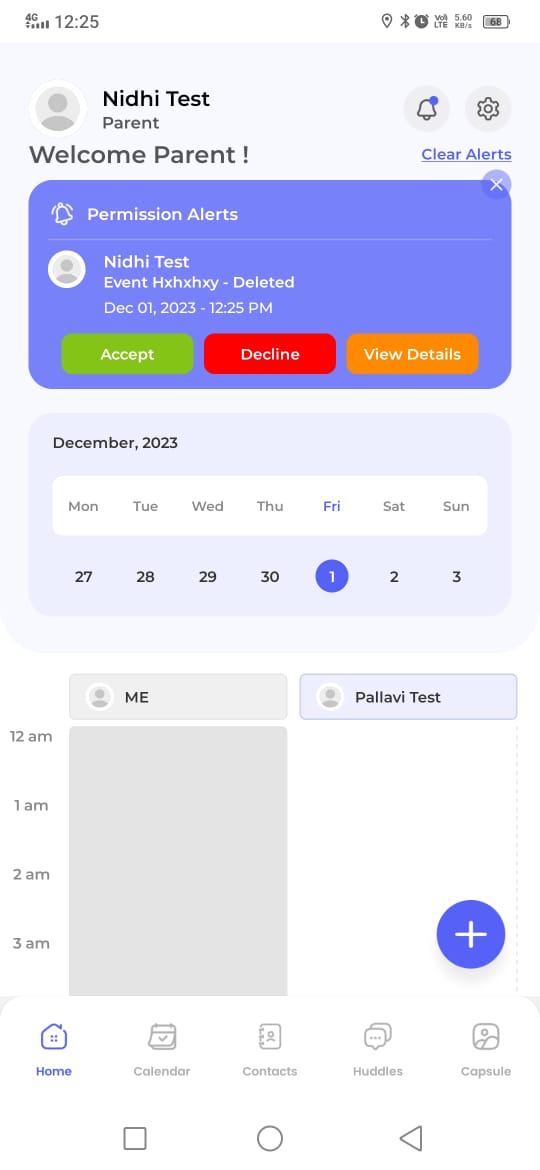 4G 12:25 Vo) LTE 5.60 KB/s 68
Nidhi Test
Parent
Welcome Parent !
Clear Alerts
Permission Alerts
Nidhi Test
Event Hxhxhxy - Deleted
Dec 01, 2023 - 12:25 PM
Accept Decline View Details
December, 2023
Mon Tue Wed Thu Fri Sat Sun
27 28 29 30 1 2 3
ME Pallavi Test
12 am
1 am
2 am
3 am
Home Calendar Contacts Huddles Capsule